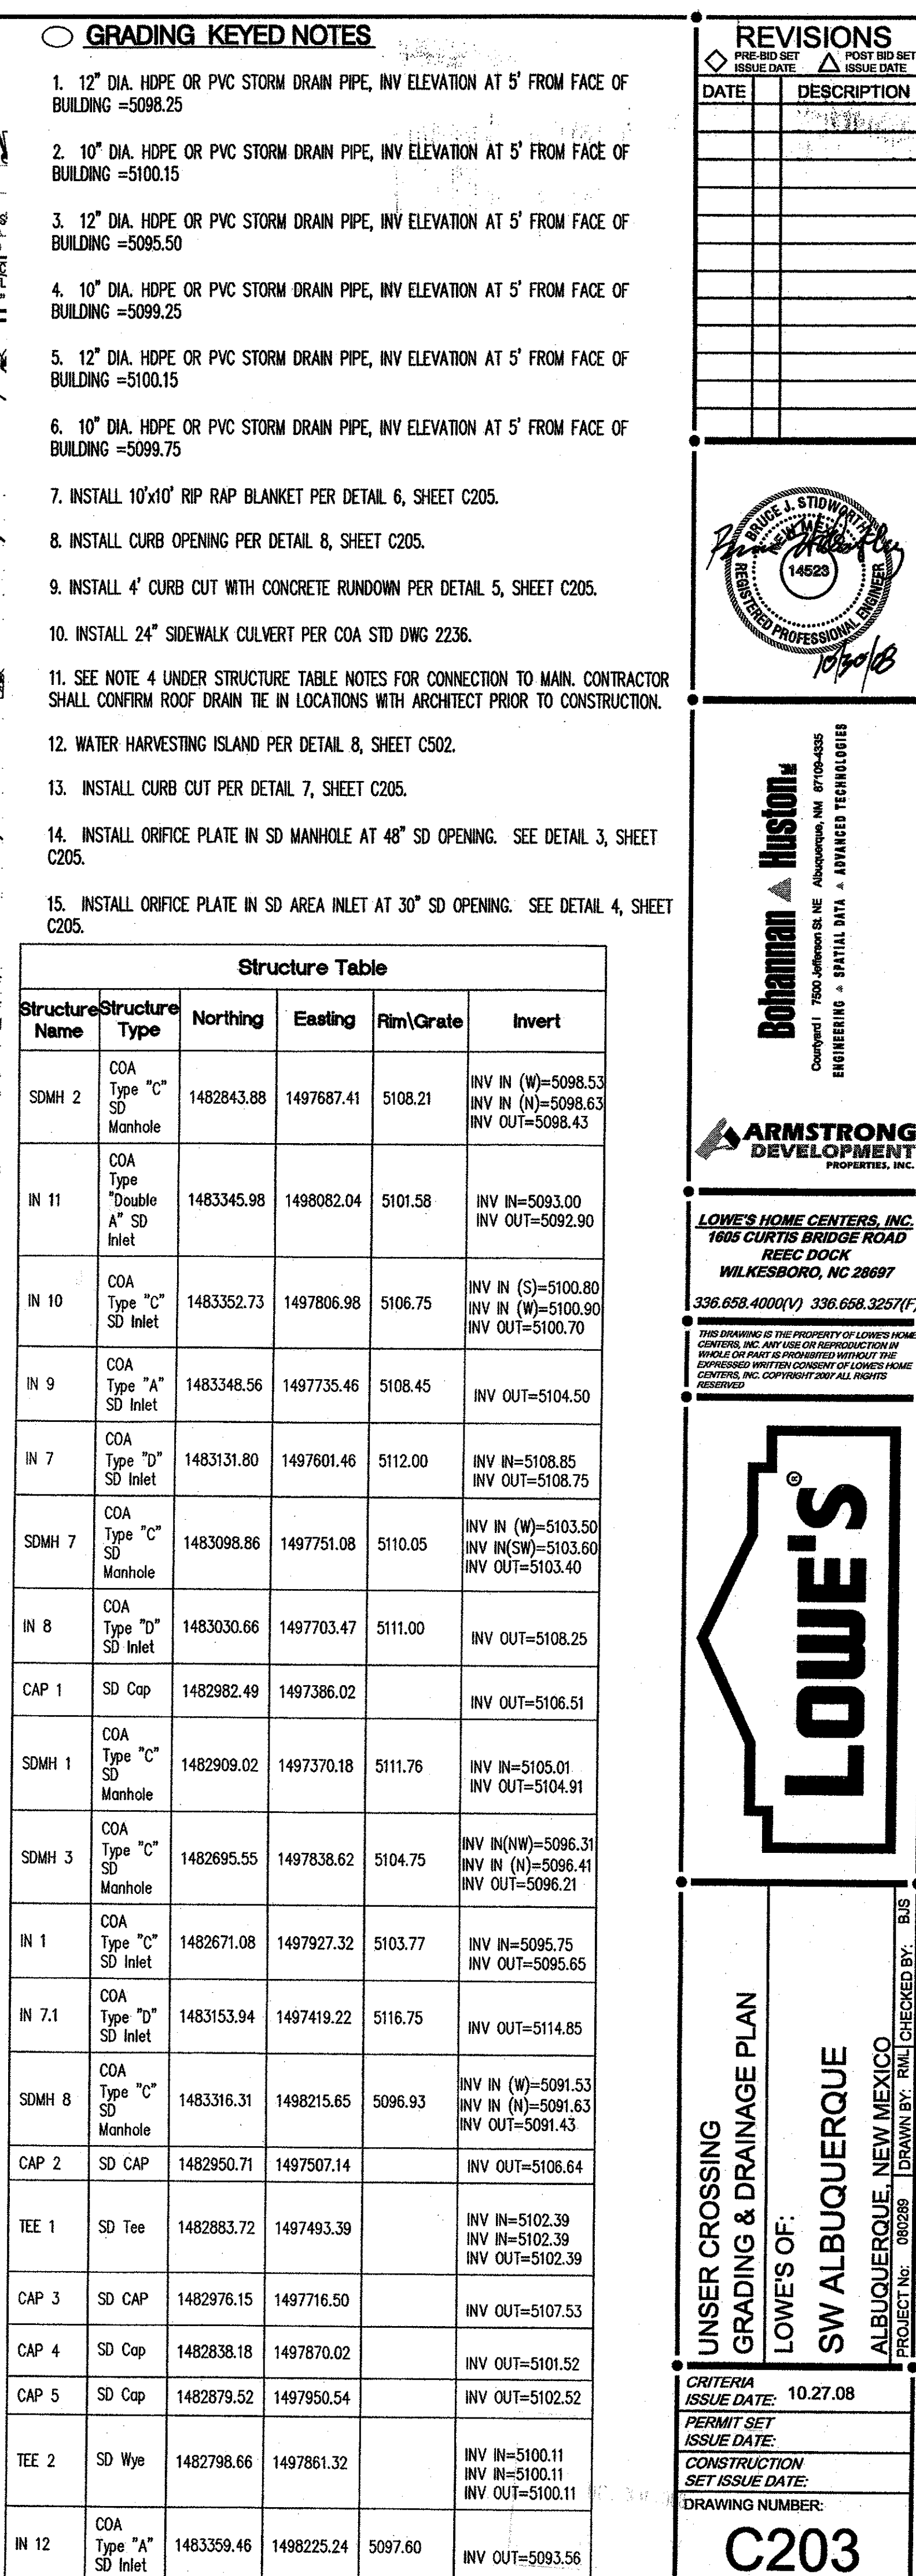 GRADING KEYED NOTES
1. 12" DIA. HDPE OR PVC STORM DRAIN PIPE, INV ELEVATION AT 5' FROM FACE OF
BUILDING =5098.25
2. 10" DIA. HDPE OR PVC STORM DRAIN PIPE, INV ELEVATION AT 5' FROM FACE OF
BUILDING =5100.15
3. 12" DIA. HDPE OR PVC STORM DRAIN PIPE, INV ELEVATION AT 5' FROM FACE OF
BUILDING =5095.50
4. 10" DIA. HDPE OR PVC STORM DRAIN PIPE, INV ELEVATION AT 5' FROM FACE OF
BUILDING =5099.25
5. 12" DIA. HDPE OR PVC STORM DRAIN PIPE, INV ELEVATION AT 5' FROM FACE OF
BUILDING =5100.15
6. 10" DIA. HDPE OR PVC STORM DRAIN PIPE, INV ELEVATION AT 5' FROM FACE OF
BUILDING =5099.75
7. INSTALL 10'x10' RIP RAP BLANKET PER DETAIL 6, SHEET C205.
8. INSTALL CURB OPENING PER DETAIL 8, SHEET C205.
9. INSTALL 4' CURB CUT WITH CONCRETE RUNDOWN PER DETAIL 5, SHEET C205.
10. INSTALL 24" SIDEWALK CULVERT PER COA STD DWG 2236.
11. SEE NOTE 4 UNDER STRUCTURE TABLE NOTES FOR CONNECTION TO MAIN. CONTRACTOR
SHALL CONFIRM ROOF DRAIN TIE IN LOCATIONS WITH ARCHITECT PRIOR TO CONSTRUCTION.
12. WATER HARVESTING ISLAND PER DETAIL 8, SHEET C502.
13. INSTALL CURB CUT PER DETAIL 7, SHEET C205.
14. INSTALL ORIFICE PLATE IN SD MANHOLE AT 48" SD OPENING. SEE DETAIL 3, SHEET
C205.
15. INSTALL ORIFICE PLATE IN SD AREA INLET AT 30" SD OPENING. SEE DETAIL 4, SHEET
C205.
Structure Table
Structure Name Structure Type Northing Easting Rim\Grate Invert
SDMH 2 COA Type "C" SD Manhole 1482843.88 1497687.41 5108.21 INV IN (W)=5098.53 INV IN (N)=5098.63 INV OUT=5098.43
IN 11 COA Type "Double A" SD Inlet 1483345.98 1498082.04 5101.58 INV IN=5093.00 INV OUT=5092.90
IN 10 COA Type "C" SD Inlet 1483352.73 1497806.98 5106.75 INV IN (S)=5100.80 INV IN (W)=5100.90 INV OUT=5100.70
IN 9 COA Type "A" SD Inlet 1483348.56 1497735.46 5108.45 INV OUT=5104.50
IN 7 COA Type "D" SD Inlet 1483131.80 1497601.46 5112.00 INV IN=5108.85 INV OUT=5108.75
SDMH 7 COA Type "C" SD Manhole 1483098.86 1497751.08 5110.05 INV IN (W)=5103.50 INV IN(SW)=5103.60 INV OUT=5103.40
IN 8 COA Type "D" SD Inlet 1483030.66 1497703.47 5111.00 INV OUT=5108.25
CAP 1 SD Cap 1482982.49 1497386.02 INV OUT=5106.51
SDMH 1 COA Type "C" SD Manhole 1482909.02 1497370.18 5111.76 INV IN=5105.01 INV OUT=5104.91
SDMH 3 COA Type "C" SD Manhole 1482695.55 1497838.62 5104.75 INV IN(NW)=5096.31 INV IN (N)=5096.41 INV OUT=5096.21
IN 1 COA Type "C" SD Inlet 1482671.08 1497927.32 5103.77 INV IN=5095.75 INV OUT=5095.65
IN 7.1 COA Type "D" SD Inlet 1483153.94 1497419.22 5116.75 INV OUT=5114.85
SDMH 8 COA Type "C" SD Manhole 1483316.31 1498215.65 5096.93 INV IN (W)=5091.53 INV IN (N)=5091.63 INV OUT=5091.43
CAP 2 SD CAP 1482950.71 1497507.14 INV OUT=5106.64
TEE 1 SD Tee 1482883.72 1497493.39 INV IN=5102.39 INV IN=5102.39 INV OUT=5102.39
CAP 3 SD CAP 1482976.15 1497716.50 INV OUT=5107.53
CAP 4 SD Cap 1482838.18 1497870.02 INV OUT=5101.52
CAP 5 SD Cap 1482879.52 1497950.54 INV OUT=5102.52
TEE 2 SD Wye 1482798.66 1497861.32 INV IN=5100.11 INV IN=5100.11 INV OUT=5100.11
IN 12 COA Type "A" SD Inlet 1483359.46 1498225.24 5097.60 INV OUT=5093.56
REVISIONS
PRE-BID SET ISSUE DATE POST BID SET ISSUE DATE
DATE DESCRIPTION
BRUCE J. STIDWORTHY
NEW MEXICO
14523
REGISTERED PROFESSIONAL ENGINEER
10/30/08
Bohannan Huston
Courtyard I 7500 Jefferson St. NE Albuquerque, NM 87109-4335
ENGINEERING SPATIAL DATA ADVANCED TECHNOLOGIES
ARMSTRONG
DEVELOPMENT
PROPERTIES, INC.
LOWE'S HOME CENTERS, INC.
1605 CURTIS BRIDGE ROAD
REEC DOCK
WILKESBORO, NC 28697
336.658.4000(V) 336.658.3257(F)
THIS DRAWING IS THE PROPERTY OF LOWE'S HOME
CENTERS, INC. ANY USE OR REPRODUCTION IN
WHOLE OR PART IS PROHIBITED WITHOUT THE
EXPRESSED WRITTEN CONSENT OF LOWE'S HOME
CENTERS, INC. COPYRIGHT 2007 ALL RIGHTS
RESERVED
LOWE'S®
UNSER CROSSING
GRADING & DRAINAGE PLAN
LOWE'S OF:
SW ALBUQUERQUE
ALBUQUERQUE, NEW MEXICO
PROJECT No: 080289 DRAWN BY: RML CHECKED BY: BJS
CRITERIA
ISSUE DATE: 10.27.08
PERMIT SET
ISSUE DATE:
CONSTRUCTION
SET ISSUE DATE:
DRAWING NUMBER:
C203